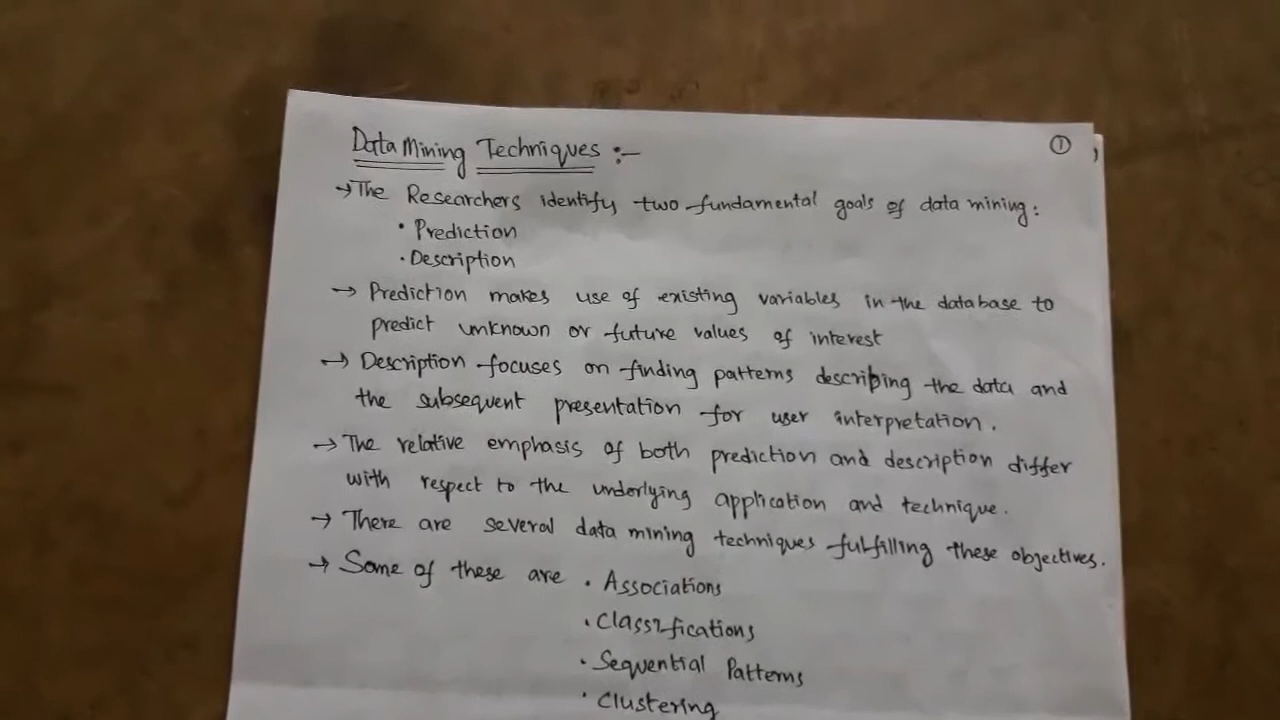 Data Mining Techniques :-
①
→ The Researchers identify two fundamental goals of data mining:
• Prediction
• Description
→ Prediction makes use of existing variables in the database to
predict unknown or future values of interest
→ Description focuses on finding patterns describing the data and
the subsequent presentation for user interpretation.
→ The relative emphasis of both prediction and description differ
with respect to the underlying application and technique.
→ There are several data mining techniques fulfilling these objectives.
→ Some of these are • Associations
• Classifications
• Sequential Patterns
• Clustering